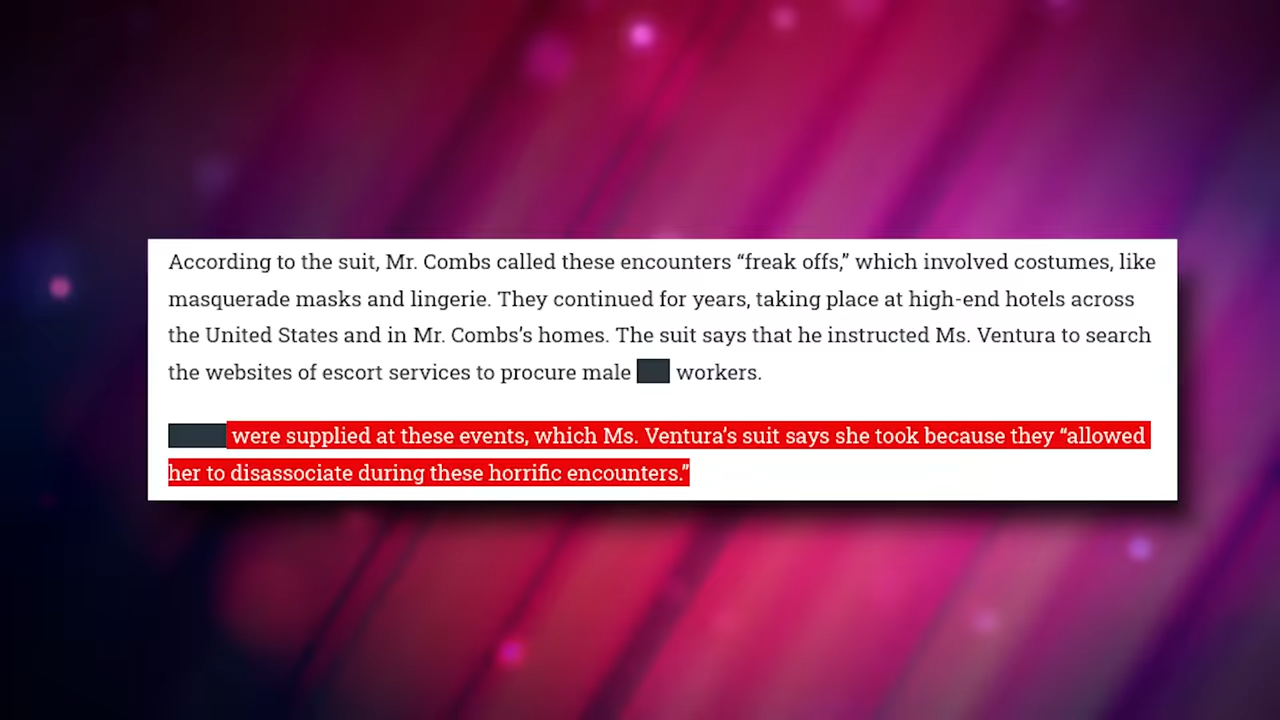 According to the suit, Mr. Combs called these encounters “freak offs,” which involved costumes, like
masquerade masks and lingerie. They continued for years, taking place at high-end hotels across
the United States and in Mr. Combs’s homes. The suit says that he instructed Ms. Ventura to search
the websites of escort services to procure male workers.
were supplied at these events, which Ms. Ventura’s suit says she took because they “allowed
her to disassociate during these horrific encounters.”